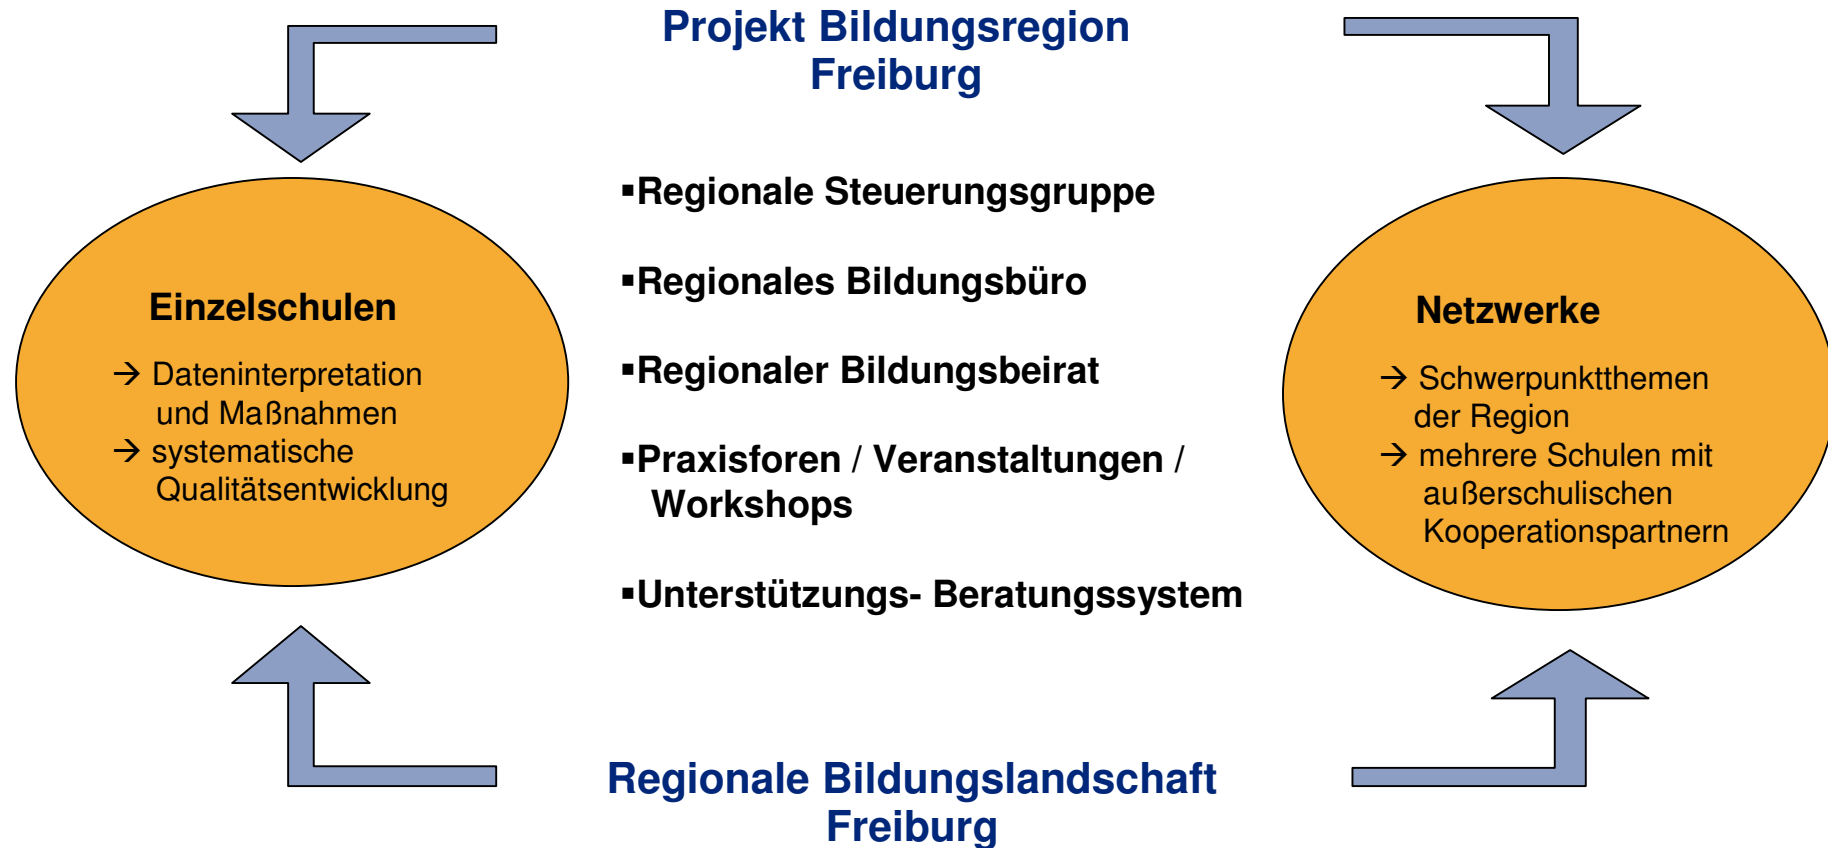 Projekt Bildungsregion
Freiburg
Einzelschulen
→ Dateninterpretation
und Maßnahmen
→ systematische
Qualitätsentwicklung
▪Regionale Steuerungsgruppe
▪Regionales Bildungsbüro
▪Regionaler Bildungsbeirat
▪Praxisforen / Veranstaltungen /
Workshops
▪Unterstützungs- Beratungssystem
Netzwerke
→ Schwerpunktthemen
der Region
→ mehrere Schulen mit
außerschulischen
Kooperationspartnern
Regionale Bildungslandschaft
Freiburg